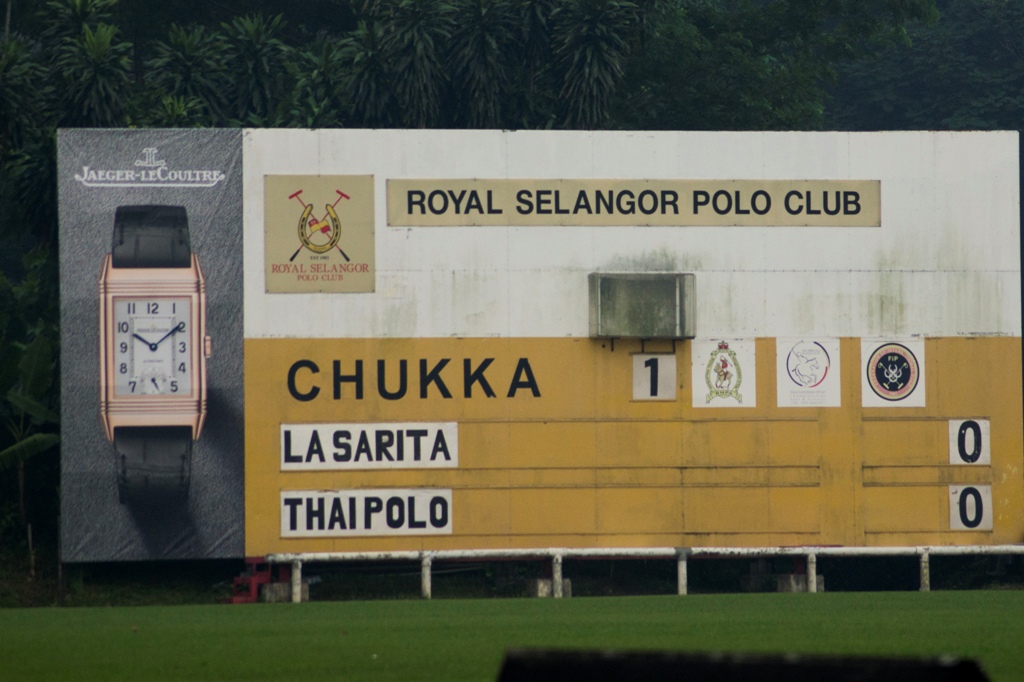 JAEGER-LECOULTRE
11 12 1
10 2
9 3
8 4
7 5
ROYAL SELANGOR
POLO CLUB
ROYAL SELANGOR POLO CLUB
CHUKKA 1
FIP
LA SARITA 0
THAI POLO 0